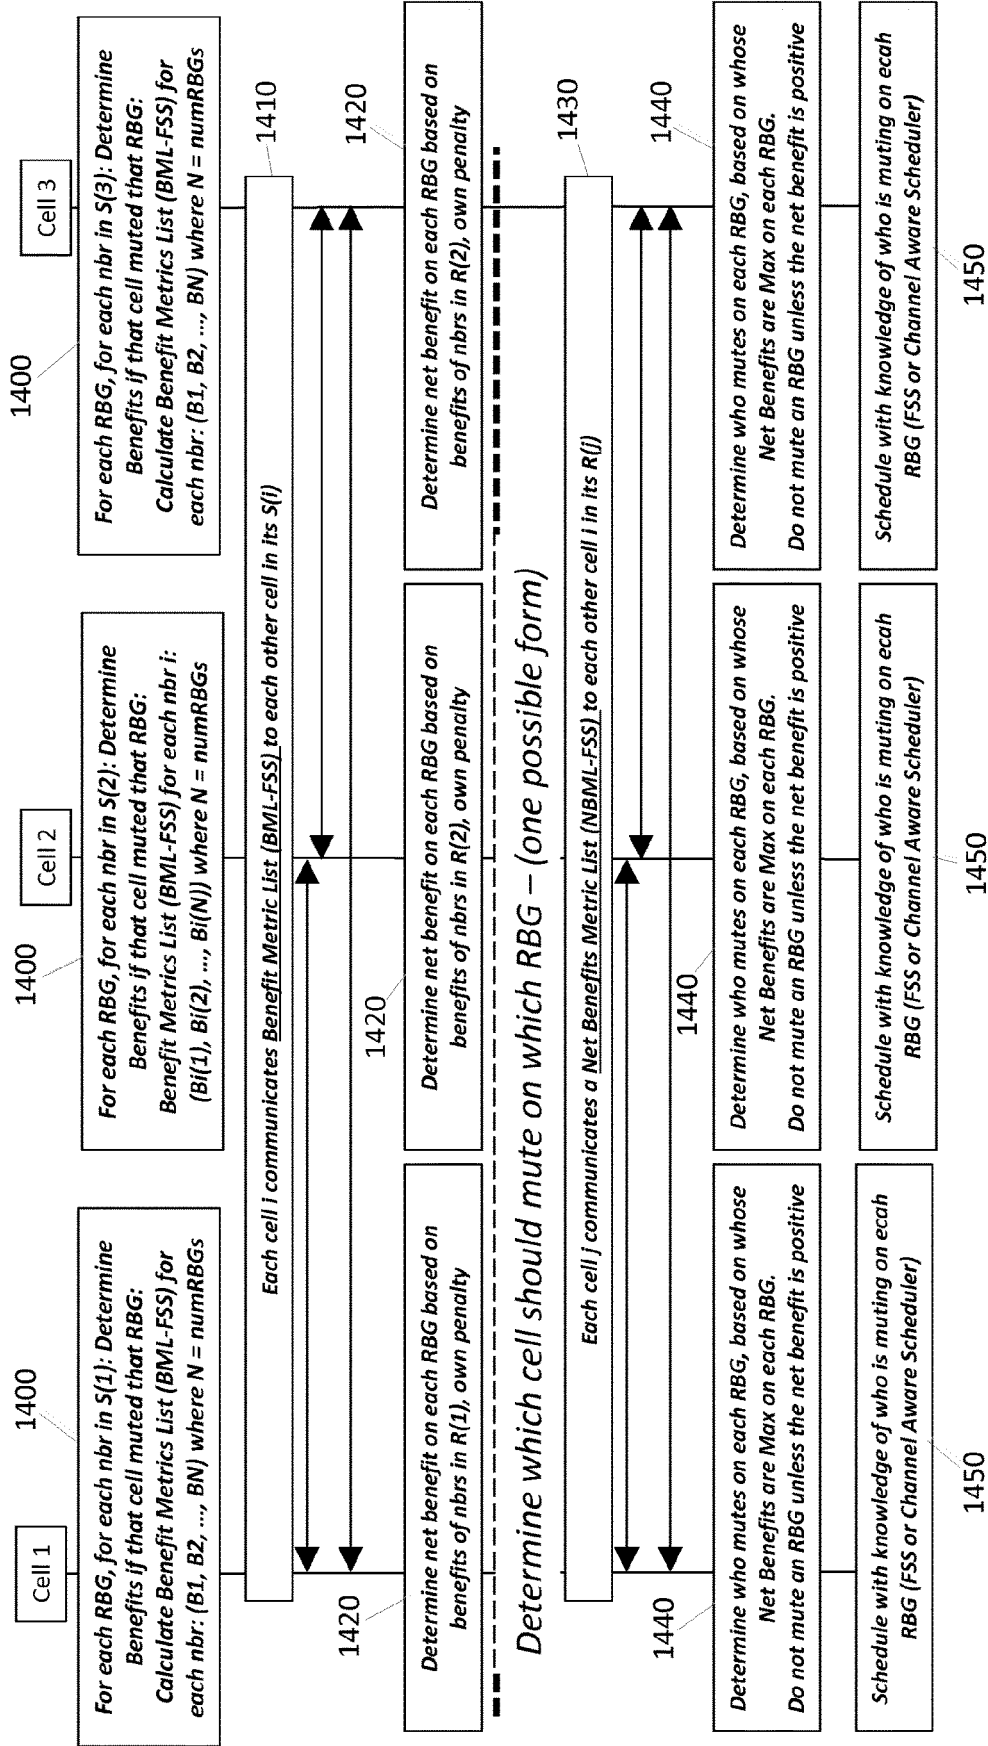 Cell 1
Cell 2
Cell 3
1400
1400
1400
For each RBG, for each nbr in S(1): Determine
Benefits if that cell muted that RBG:
Calculate Benefit Metrics List (BML-FSS) for
each nbr: (B1, B2, ..., BN) where N = numRBGs
For each RBG, for each nbr in S(2): Determine
Benefits if that cell muted that RBG:
Benefit Metrics List (BML-FSS) for each nbr i:
(Bi(1), Bi(2), ..., Bi(N)) where N = numRBGs
For each RBG, for each nbr in S(3): Determine
Benefits if that cell muted that RBG:
Calculate Benefit Metrics List (BML-FSS) for
each nbr: (B1, B2, ..., BN) where N = numRBGs
Each cell i communicates Benefit Metric List (BML-FSS) to each other cell in its S(i)
1410
1420
1420
1420
Determine net benefit on each RBG based on
benefits of nbrs in R(1), own penalty
Determine net benefit on each RBG based on
benefits of nbrs in R(2), own penalty
Determine net benefit on each RBG based on
benefits of nbrs in R(2), own penalty
Determine which cell should mute on which RBG – (one possible form)
Each cell j communicates a Net Benefits Metric List (NBML-FSS) to each other cell i in its R(j)
1430
1440
1440
1440
Determine who mutes on each RBG, based on whose
Net Benefits are Max on each RBG.
Do not mute an RBG unless the net benefit is positive
Determine who mutes on each RBG, based on whose
Net Benefits are Max on each RBG.
Do not mute an RBG unless the net benefit is positive
Determine who mutes on each RBG, based on whose
Net Benefits are Max on each RBG.
Do not mute an RBG unless the net benefit is positive
Schedule with knowledge of who is muting on ecah
RBG (FSS or Channel Aware Scheduler)
Schedule with knowledge of who is muting on ecah
RBG (FSS or Channel Aware Scheduler)
Schedule with knowledge of who is muting on ecah
RBG (FSS or Channel Aware Scheduler)
1450
1450
1450